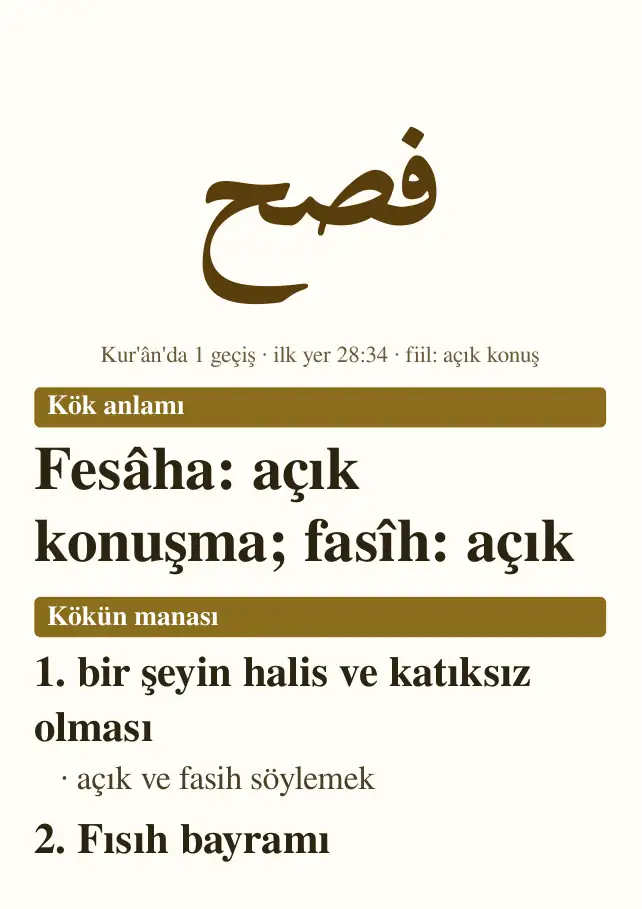 فصح
Kur'ân'da 1 geçiş · ilk yer 28:34 · fiil: açık konuş
Kök anlamı
Fesâha: açık
konuşma; fasîh: açık
Kökün manası
1. bir şeyin halis ve katıksız
olması
· açık ve fasih söylemek
2. Fısıh bayramı